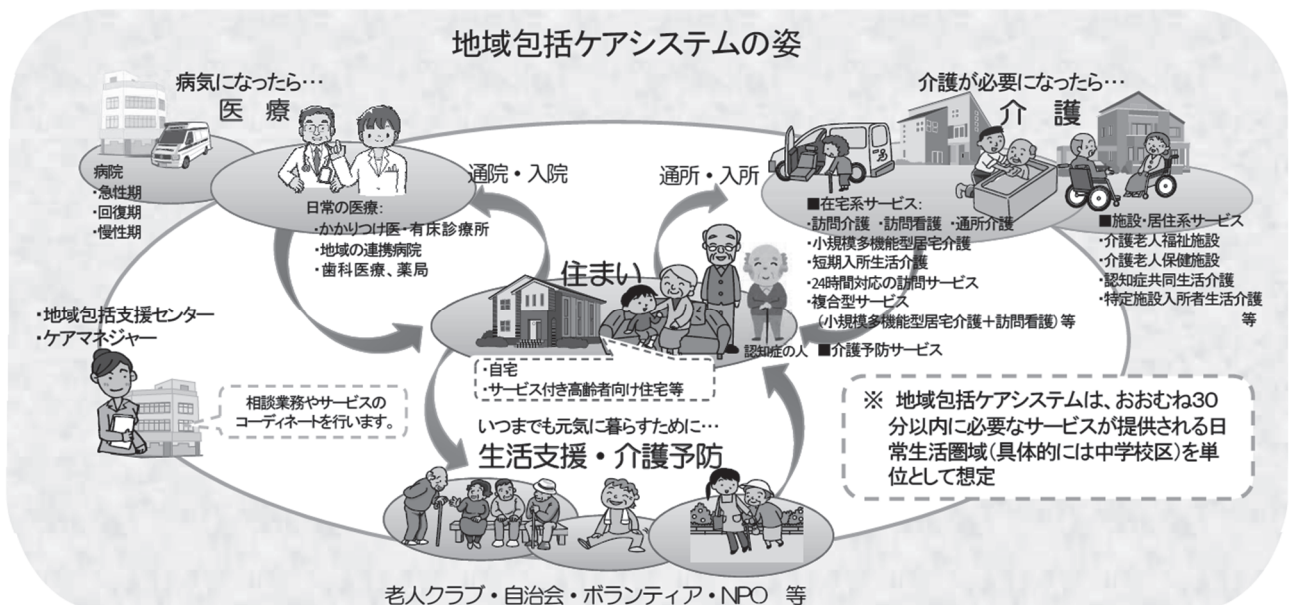 地域包括ケアシステムの姿
病気になったら…
医 療
病院
・急性期
・回復期
・慢性期
日常の医療:
・かかりつけ医・有床診療所
・地域の連携病院
・歯科医療、薬局
通院・入院
通所・入所
介護が必要になったら…
介 護
■在宅系サービス:
・訪問介護 ・訪問看護 ・通所介護
・小規模多機能型居宅介護
・短期入所生活介護
・24時間対応の訪問サービス
・複合型サービス
(小規模多機能型居宅介護+訪問看護)等
■介護予防サービス
■施設・居住系サービス
・介護老人福祉施設
・介護老人保健施設
・認知症共同生活介護
・特定施設入所者生活介護
等
住まい
認知症の人
・自宅
・サービス付き高齢者向け住宅等
・地域包括支援センター
・ケアマネジャー
相談業務やサービスの
コーディネートを行います。
いつまでも元気に暮らすために…
生活支援・介護予防
老人クラブ・自治会・ボランティア・NPO 等
※ 地域包括ケアシステムは、おおむね30
分以内に必要なサービスが提供される日
常生活圏域(具体的には中学校区)を単
位として想定